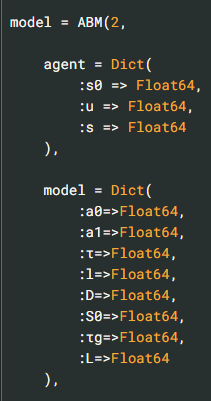 model = ABM(2,
agent = Dict(
:s0 => Float64,
:u => Float64,
:s => Float64
),
model = Dict(
:a0=>Float64,
:a1=>Float64,
:τ=>Float64,
:l=>Float64,
:D=>Float64,
:S0=>Float64,
:τg=>Float64,
:L=>Float64
),